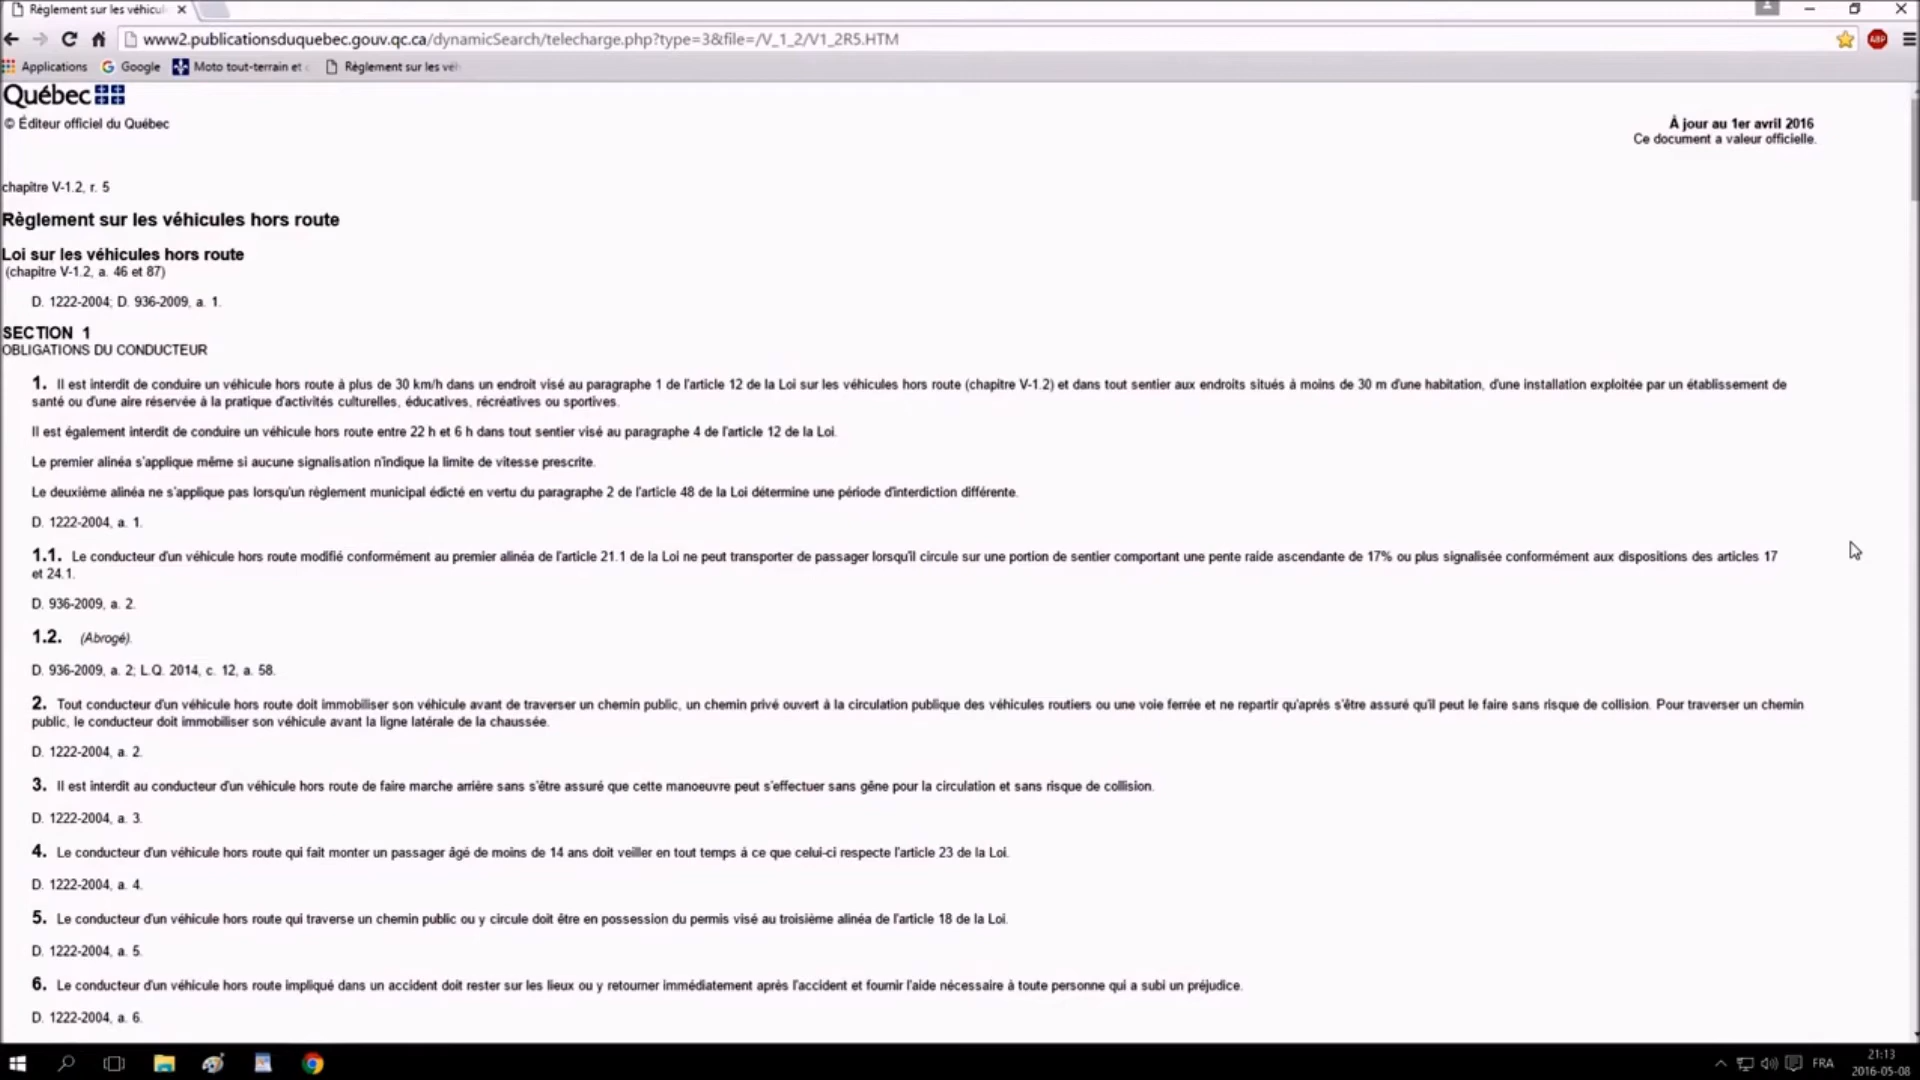 Règlement sur les véhicul
www2.publicationsduquebec.gouv.qc.ca/dynamicSearch/telecharge.php?type=3&file=/V_1_2/V1_2R5.HTM
ABP
Applications Google Moto tout-terrain et Règlement sur les véh
Québec
© Éditeur officiel du Québec
À jour au 1er avril 2016
Ce document a valeur officielle.
chapitre V-1.2, r. 5
Règlement sur les véhicules hors route
Loi sur les véhicules hors route
(chapitre V-1.2, a. 46 et 87)
D. 1222-2004; D. 936-2009, a. 1.
SECTION 1
OBLIGATIONS DU CONDUCTEUR
1. Il est interdit de conduire un véhicule hors route à plus de 30 km/h dans un endroit visé au paragraphe 1 de l'article 12 de la Loi sur les véhicules hors route (chapitre V-1.2) et dans tout sentier aux endroits situés à moins de 30 m d'une habitation, d'une installation exploitée par un établissement de
santé ou d'une aire réservée à la pratique d'activités culturelles, éducatives, récréatives ou sportives.
Il est également interdit de conduire un véhicule hors route entre 22 h et 6 h dans tout sentier visé au paragraphe 4 de l'article 12 de la Loi.
Le premier alinéa s'applique même si aucune signalisation n'indique la limite de vitesse prescrite.
Le deuxième alinéa ne s'applique pas lorsqu'un règlement municipal édicté en vertu du paragraphe 2 de l'article 48 de la Loi détermine une période d'interdiction différente.
D. 1222-2004, a. 1.
1.1. Le conducteur d'un véhicule hors route modifié conformément au premier alinéa de l'article 21.1 de la Loi ne peut transporter de passager lorsqu'il circule sur une portion de sentier comportant une pente raide ascendante de 17% ou plus signalisée conformément aux dispositions des articles 17
et 24.1.
D. 936-2009, a. 2.
1.2. (Abrogé).
D. 936-2009, a. 2; L.Q. 2014, c. 12, a. 58.
2. Tout conducteur d'un véhicule hors route doit immobiliser son véhicule avant de traverser un chemin public, un chemin privé ouvert à la circulation publique des véhicules routiers ou une voie ferrée et ne repartir qu'après s'être assuré qu'il peut le faire sans risque de collision. Pour traverser un chemin
public, le conducteur doit immobiliser son véhicule avant la ligne latérale de la chaussée.
D. 1222-2004, a. 2.
3. Il est interdit au conducteur d'un véhicule hors route de faire marche arrière sans s'être assuré que cette manoeuvre peut s'effectuer sans gêne pour la circulation et sans risque de collision.
D. 1222-2004, a. 3.
4. Le conducteur d'un véhicule hors route qui fait monter un passager âgé de moins de 14 ans doit veiller en tout temps à ce que celui-ci respecte l'article 23 de la Loi.
D. 1222-2004, a. 4.
5. Le conducteur d'un véhicule hors route qui traverse un chemin public ou y circule doit être en possession du permis visé au troisième alinéa de l'article 18 de la Loi.
D. 1222-2004, a. 5.
6. Le conducteur d'un véhicule hors route impliqué dans un accident doit rester sur les lieux ou y retourner immédiatement après l'accident et fournir l'aide nécessaire à toute personne qui a subi un préjudice.
D. 1222-2004, a. 6.
FRA
21:13
2016-05-08